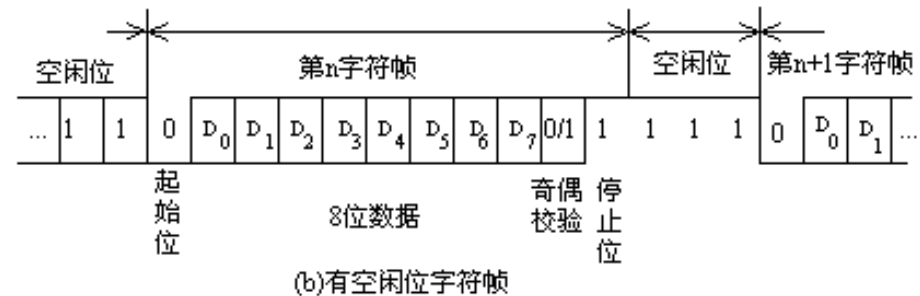 空闲位 第n字符帧 空闲位 第n+1字符帧
... 1 1 0 D0 D1 D2 D3 D4 D5 D6 D7 0/1 1 1 1 1 0 D0 D1 ...
起始位 8位数据 奇偶校验 停止位
(b)有空闲位字符帧